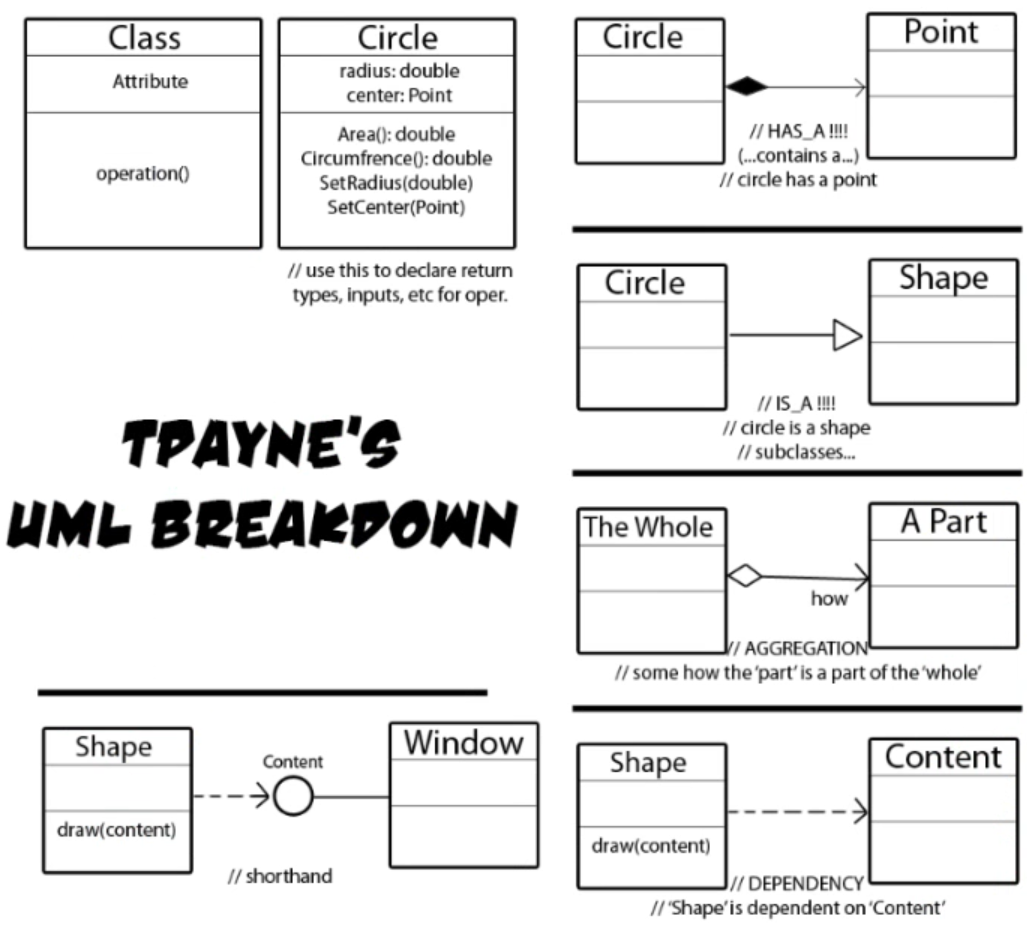 Class
Attribute
operation()
Circle
radius: double
center: Point
Area(): double
Circumfrence(): double
SetRadius(double)
SetCenter(Point)
// use this to declare return
types, inputs, etc for oper.
TPAYNE'S
UML BREAKDOWN
Shape
draw(content)
Content
Window
// shorthand
Circle
Point
// HAS_A !!!!
(...contains a...)
// circle has a point
Circle
Shape
// IS_A !!!!
// circle is a shape
// subclasses...
The Whole
A Part
how
// AGGREGATION
// some how the 'part' is a part of the 'whole'
Shape
draw(content)
Content
// DEPENDENCY
// 'Shape' is dependent on 'Content'